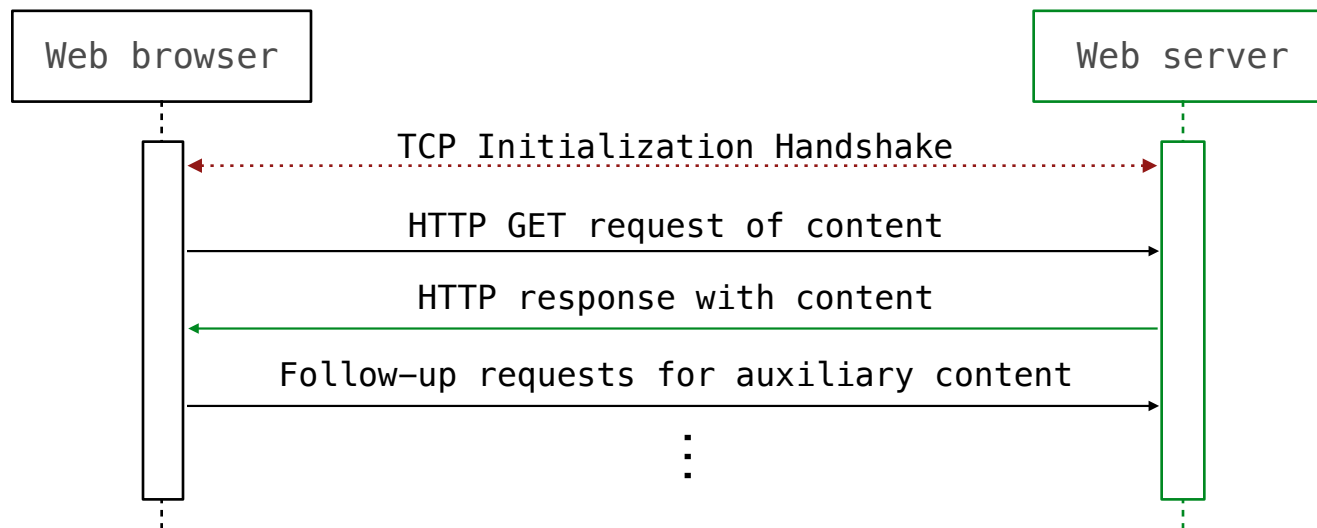 Web browser
Web server
TCP Initialization Handshake
HTTP GET request of content
HTTP response with content
Follow-up requests for auxiliary content
⋮